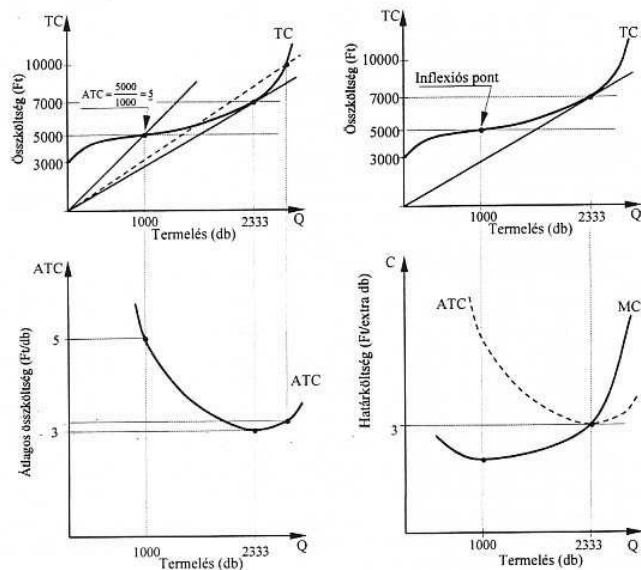 TC
Összköltség (Ft)
10000
7000
5000
3000
ATC = 5000/1000 = 5
TC
1000
2333
Q
Termelés (db)
TC
Összköltség (Ft)
10000
7000
5000
3000
Inflexiós pont
TC
1000
2333
Q
Termelés (db)
ATC
Átlagos összköltség (Ft/db)
5
3
ATC
1000
2333
Q
Termelés (db)
C
Határköltség (Ft/extra db)
3
ATC
MC
1000
2333
Q
Termelés (db)